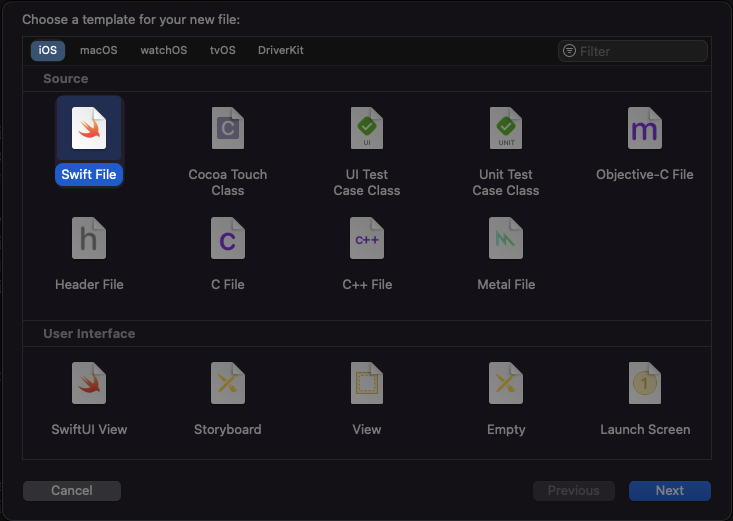 Choose a template for your new file:
iOS macOS watchOS tvOS DriverKit Filter
Source
C UI UNIT m
Swift File Cocoa Touch Class UI Test Case Class Unit Test Case Class Objective-C File
h C C++
Header File C File C++ File Metal File
User Interface
1
SwiftUI View Storyboard View Empty Launch Screen
Cancel Previous Next